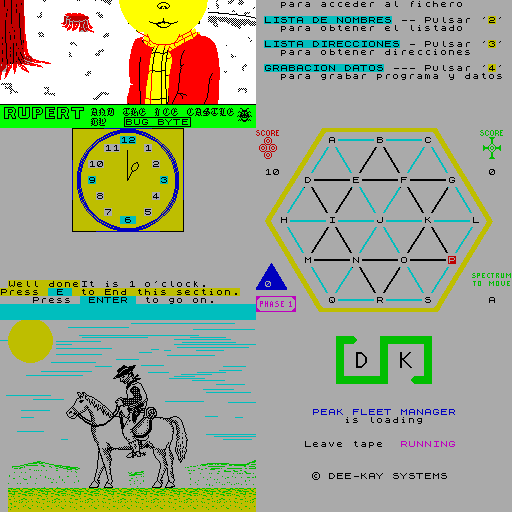 RUPERT AND THE ICE CASTLE
BY BUG BYTE
para acceder al fichero
LISTA DE NOMBRES -- Pulsar '2'
para obtener el listado
LISTA DIRECCIONES - Pulsar '3'
para obtener direcciones
GRABACION DATOS --- Pulsar '4'
para grabar programa y datos
12
11 1
10 2
9 3
8 4
7 5
6
Well done It is 1 o'clock.
Press E to End this section.
Press ENTER to go on.
SCORE
10
SCORE
0
A B C
D E F G
H I J K L
M N O P
Q R S
0
PHASE 1
SPECTRUM
TO MOVE
A
D K
PEAK FLEET MANAGER
is loading
Leave tape RUNNING
© DEE-KAY SYSTEMS